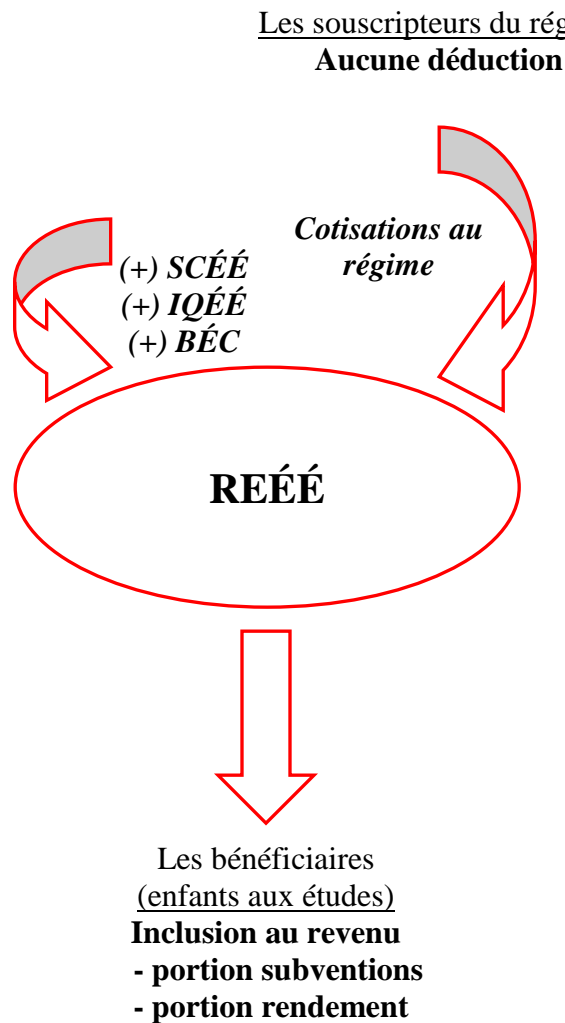 Les souscripteurs du rég
Aucune déduction
Cotisations au
régime
(+) SCÉÉ
(+) IQÉÉ
(+) BÉC
REÉÉ
Les bénéficiaires
(enfants aux études)
Inclusion au revenu
- portion subventions
- portion rendement